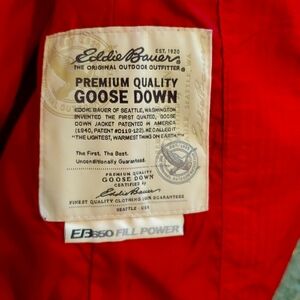 EST. 1920
Eddie Bauer
THE ORIGINAL OUTDOOR OUTFITTER®
PREMIUM QUALITY
GOOSE DOWN
EDDIE BAUER OF SEATTLE, WASHINGTON
INVENTED THE FIRST QUILTED, GOOSE
DOWN JACKET PATENTED IN AMERICA
(1940, PATENT #D119,122). HE CALLED IT
"THE LIGHTEST, WARMEST THING ON EARTH."
The First. The Best.
Unconditionally Guaranteed.
PREMIUM QUALITY
GOOSE DOWN
CERTIFIED BY
Eddie Bauer
FINEST QUALITY CLOTHING EVER GUARANTEED
SEATTLE · USA
EB650 FILL POWER